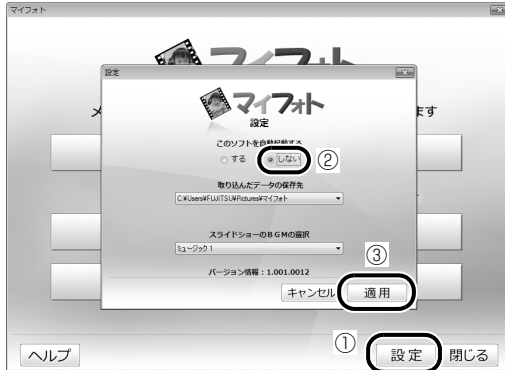 マイフォト
マイフォト
メ
ます
設定
マイフォト
設定
このソフトを自動起動する
する
しない
②
取り込んだデータの保存先
C:¥Users¥FUJITSU¥Pictures¥マイフォト
スライドショーのBGMの選択
ミュージック1
③
バージョン情報:1.001.0012
キャンセル
適用
①
ヘルプ
設定
閉じる